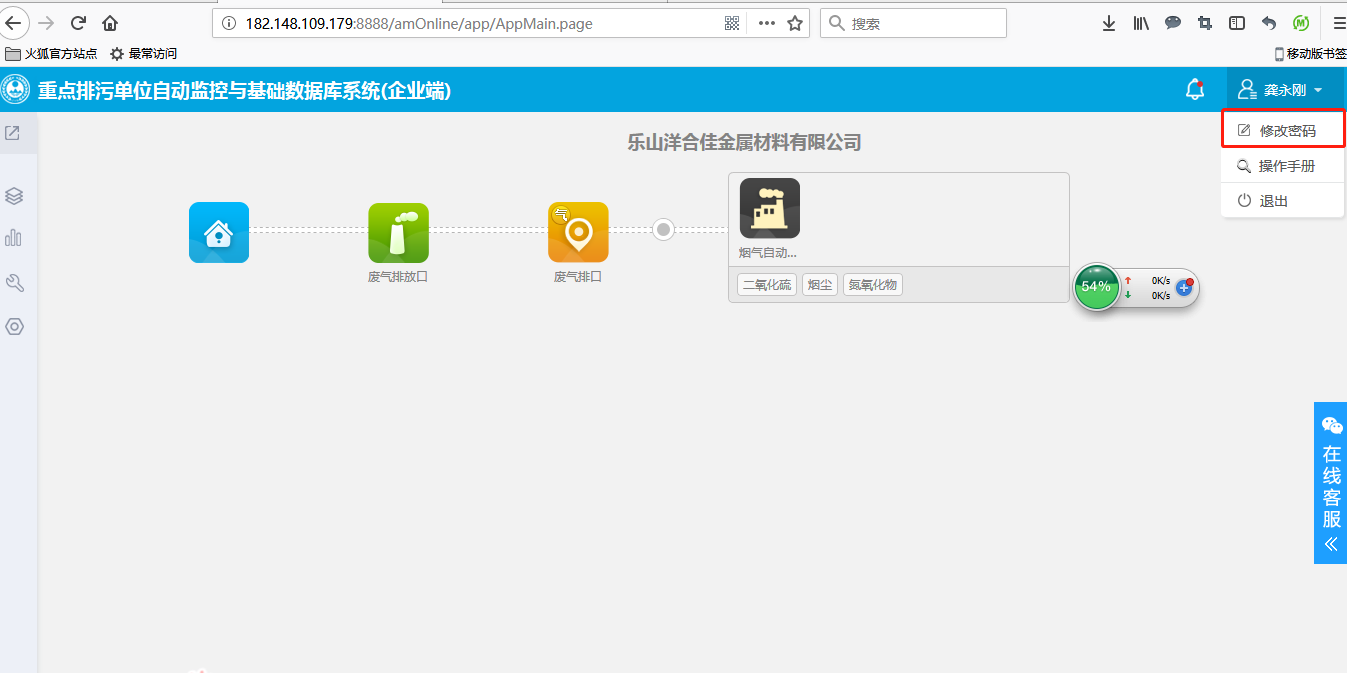 182.148.109.179:8888/amOnline/app/AppMain.page
搜索
火狐官方站点
最常访问
移动版书签
重点排污单位自动监控与基础数据库系统(企业端)
龚永刚
修改密码
操作手册
退出
乐山洋合佳金属材料有限公司
废气排放口
气
废气排口
烟气自动...
二氧化硫
烟尘
氮氧化物
54%
0K/s
0K/s
在线客服